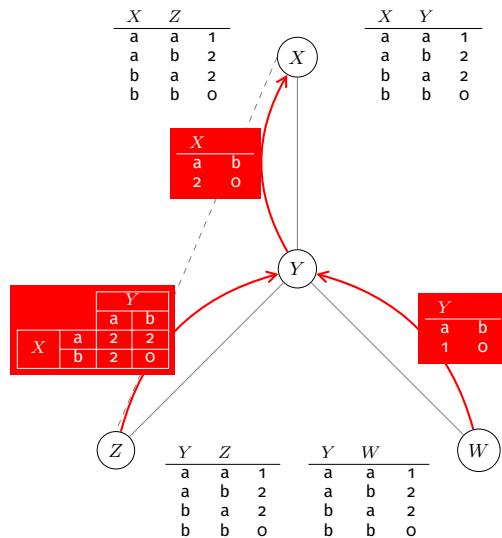 X Z
a a 1
a b 2
b a 2
b b 0
X Y
a a 1
a b 2
b a 2
b b 0
X
X
a b
2 0
Y
Y
a b
X a 2 2
b 2 0
Y
a b
1 0
Z
W
Y Z
a a 1
a b 2
b a 2
b b 0
Y W
a a 1
a b 2
b a 2
b b 0